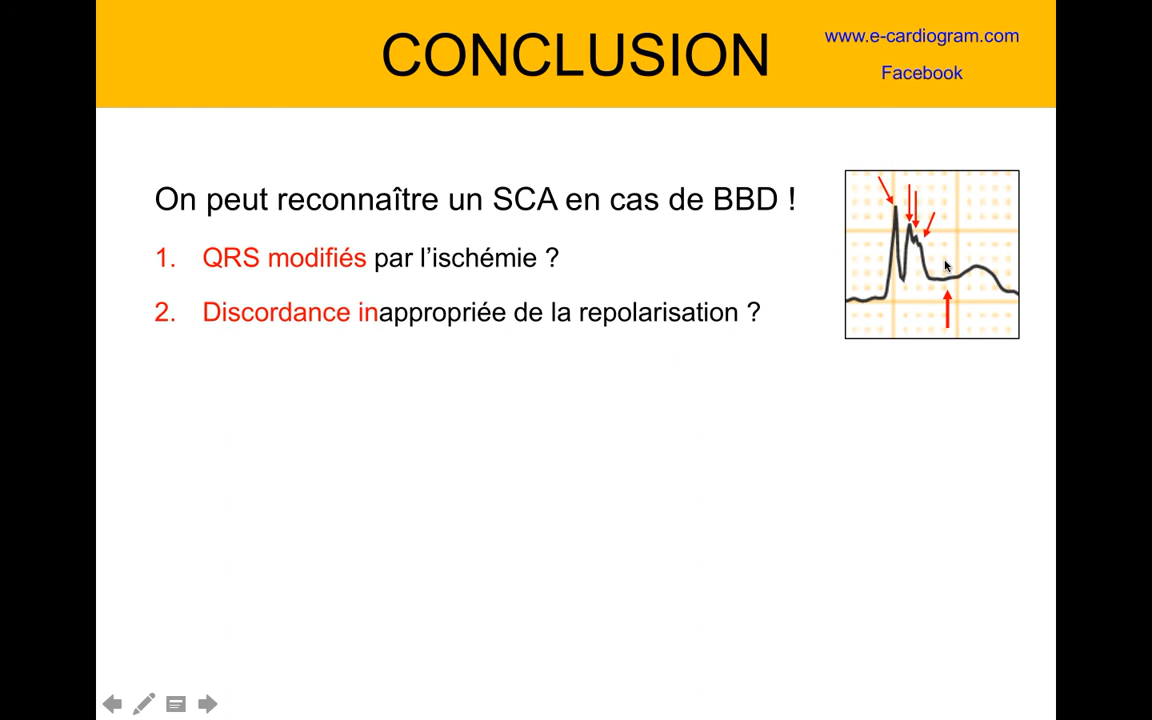 CONCLUSION
www.e-cardiogram.com
Facebook
On peut reconnaître un SCA en cas de BBD !
1. QRS modifiés par l’ischémie ?
2. Discordance inappropriée de la repolarisation ?